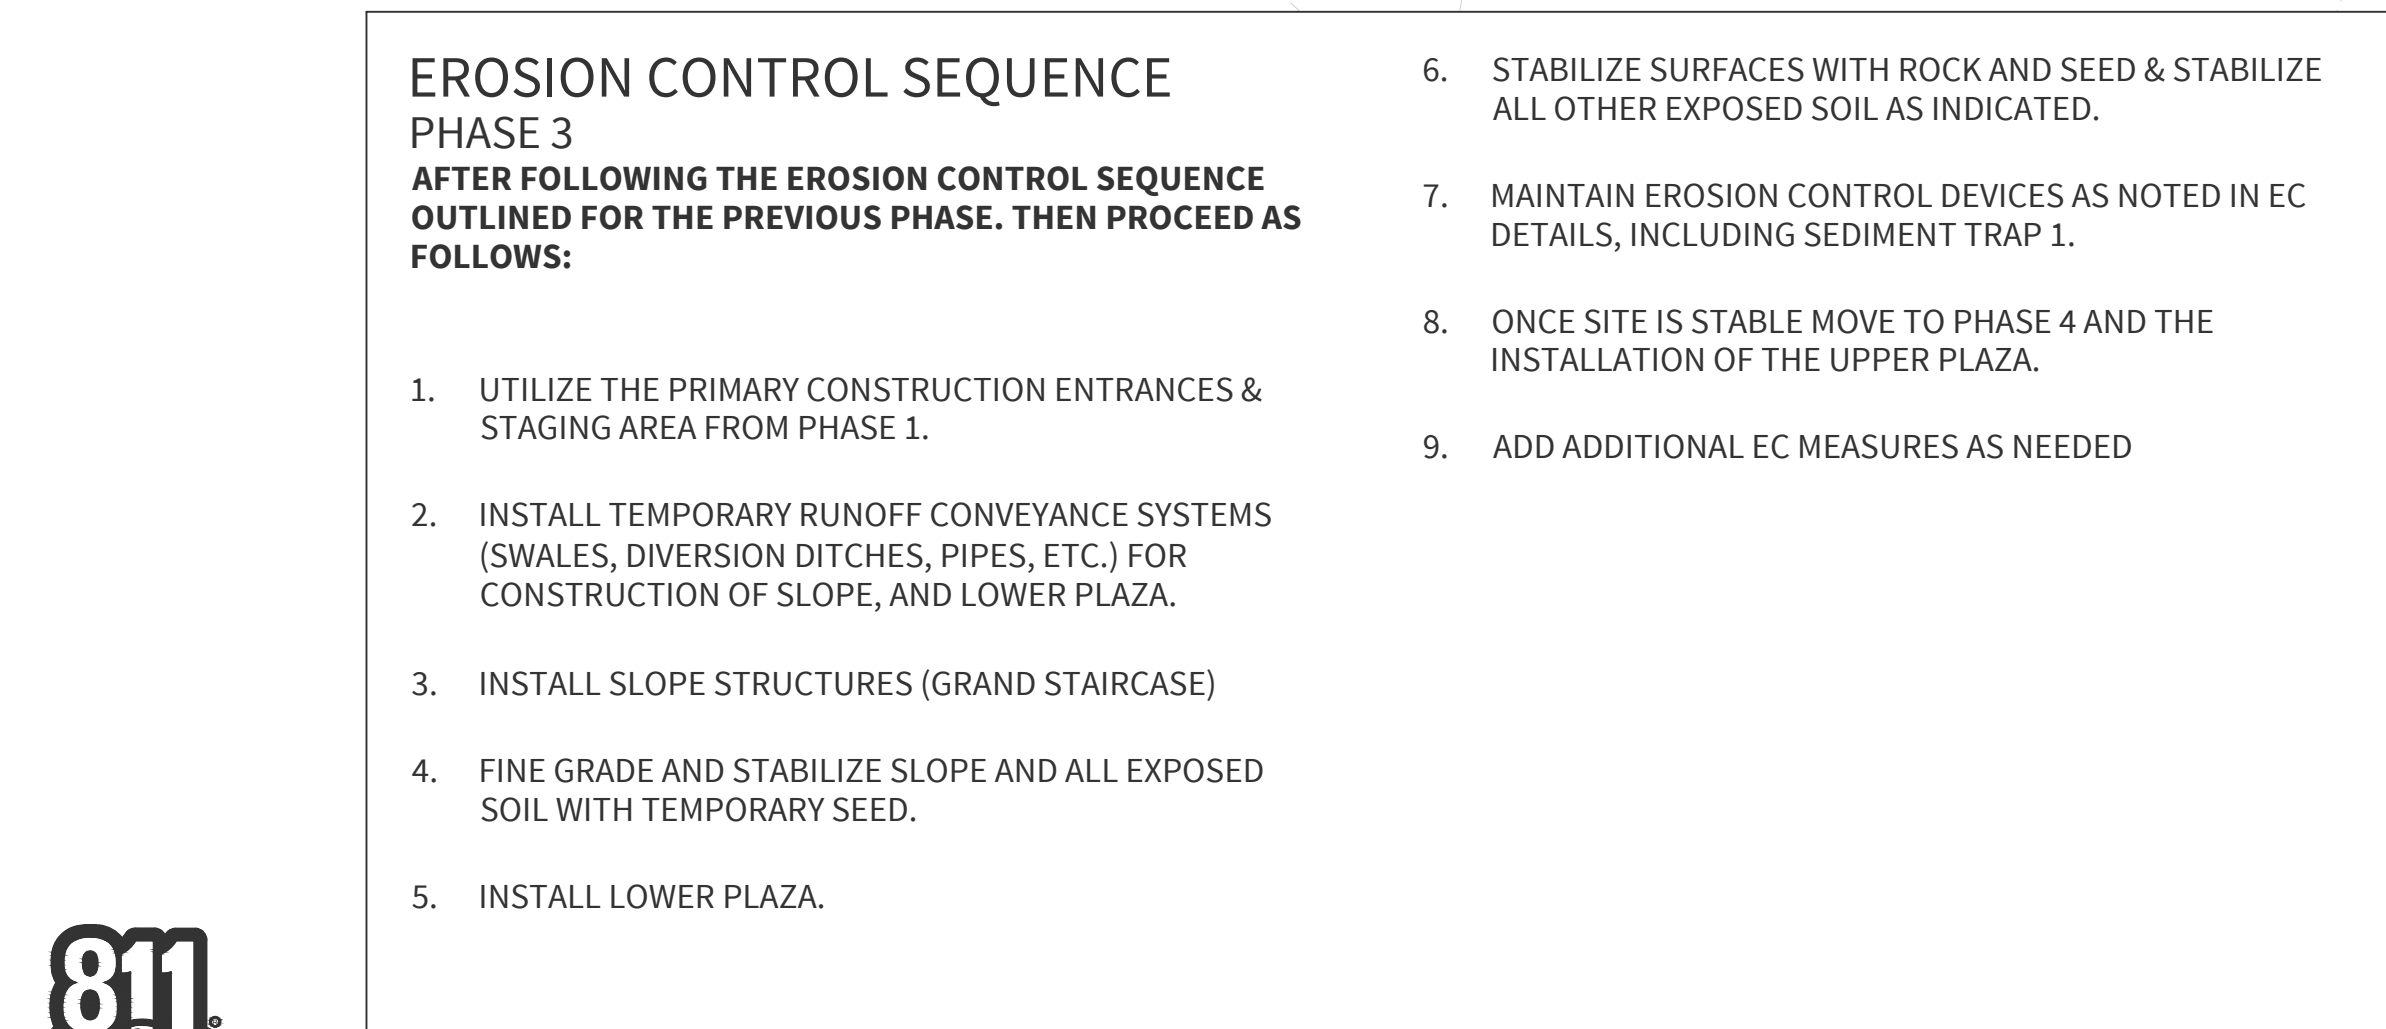 EROSION CONTROL SEQUENCE
PHASE 3
AFTER FOLLOWING THE EROSION CONTROL SEQUENCE
OUTLINED FOR THE PREVIOUS PHASE. THEN PROCEED AS
FOLLOWS:
1. UTILIZE THE PRIMARY CONSTRUCTION ENTRANCES &
STAGING AREA FROM PHASE 1.
2. INSTALL TEMPORARY RUNOFF CONVEYANCE SYSTEMS
(SWALES, DIVERSION DITCHES, PIPES, ETC.) FOR
CONSTRUCTION OF SLOPE, AND LOWER PLAZA.
3. INSTALL SLOPE STRUCTURES (GRAND STAIRCASE)
4. FINE GRADE AND STABILIZE SLOPE AND ALL EXPOSED
SOIL WITH TEMPORARY SEED.
5. INSTALL LOWER PLAZA.
6. STABILIZE SURFACES WITH ROCK AND SEED & STABILIZE
ALL OTHER EXPOSED SOIL AS INDICATED.
7. MAINTAIN EROSION CONTROL DEVICES AS NOTED IN EC
DETAILS, INCLUDING SEDIMENT TRAP 1.
8. ONCE SITE IS STABLE MOVE TO PHASE 4 AND THE
INSTALLATION OF THE UPPER PLAZA.
9. ADD ADDITIONAL EC MEASURES AS NEEDED
811®